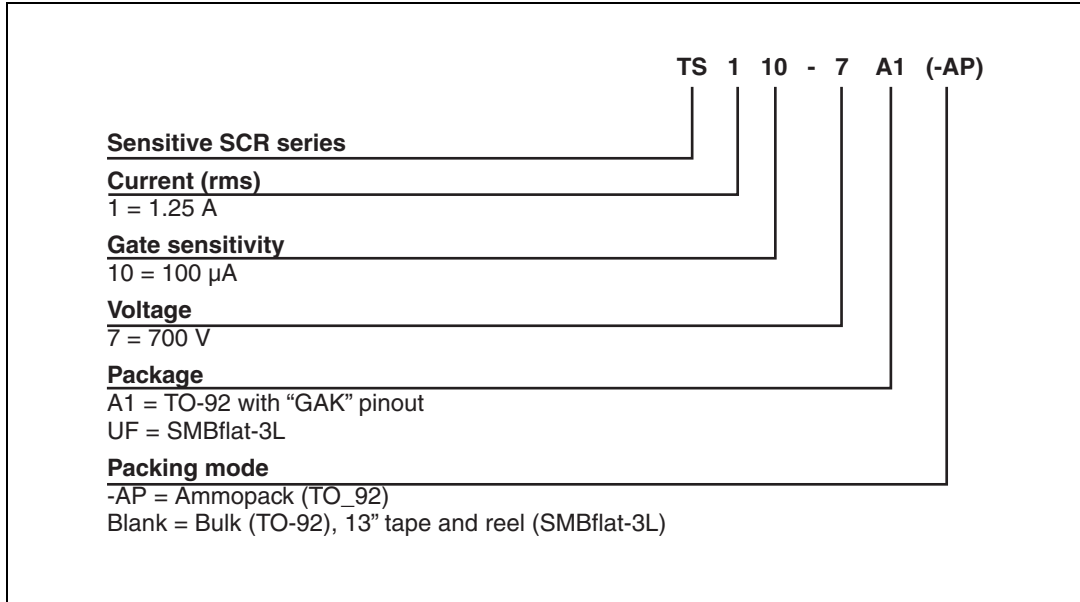 TS 1 10 - 7 A1 (-AP)
Sensitive SCR series
Current (rms)
1 = 1.25 A
Gate sensitivity
10 = 100 µA
Voltage
7 = 700 V
Package
A1 = TO-92 with “GAK” pinout
UF = SMBflat-3L
Packing mode
-AP = Ammopack (TO_92)
Blank = Bulk (TO-92), 13” tape and reel (SMBflat-3L)